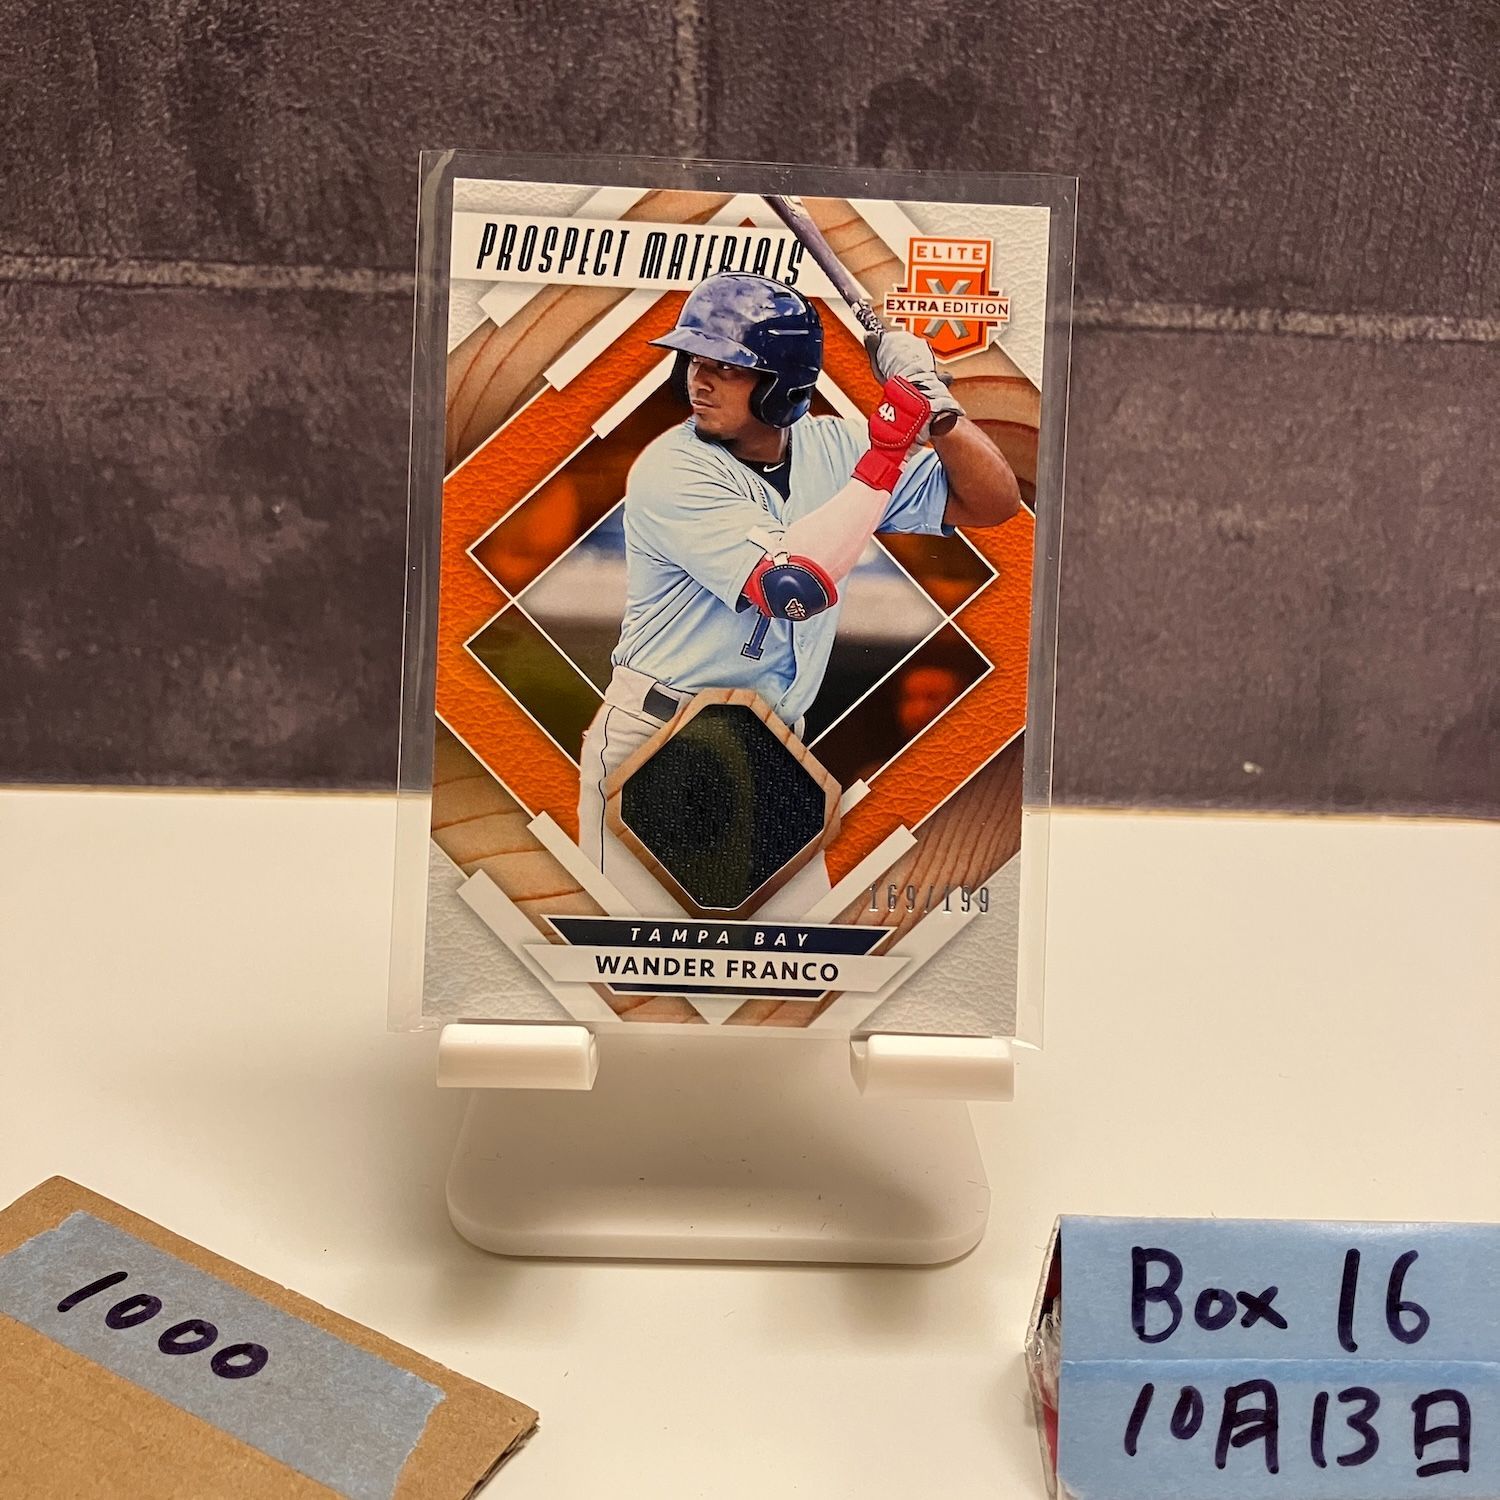 PROSPECT MATERIALS
ELITE
X
EXTRA EDITION
1
169/199
TAMPA BAY
WANDER FRANCO
1000
Box 16
10月13日